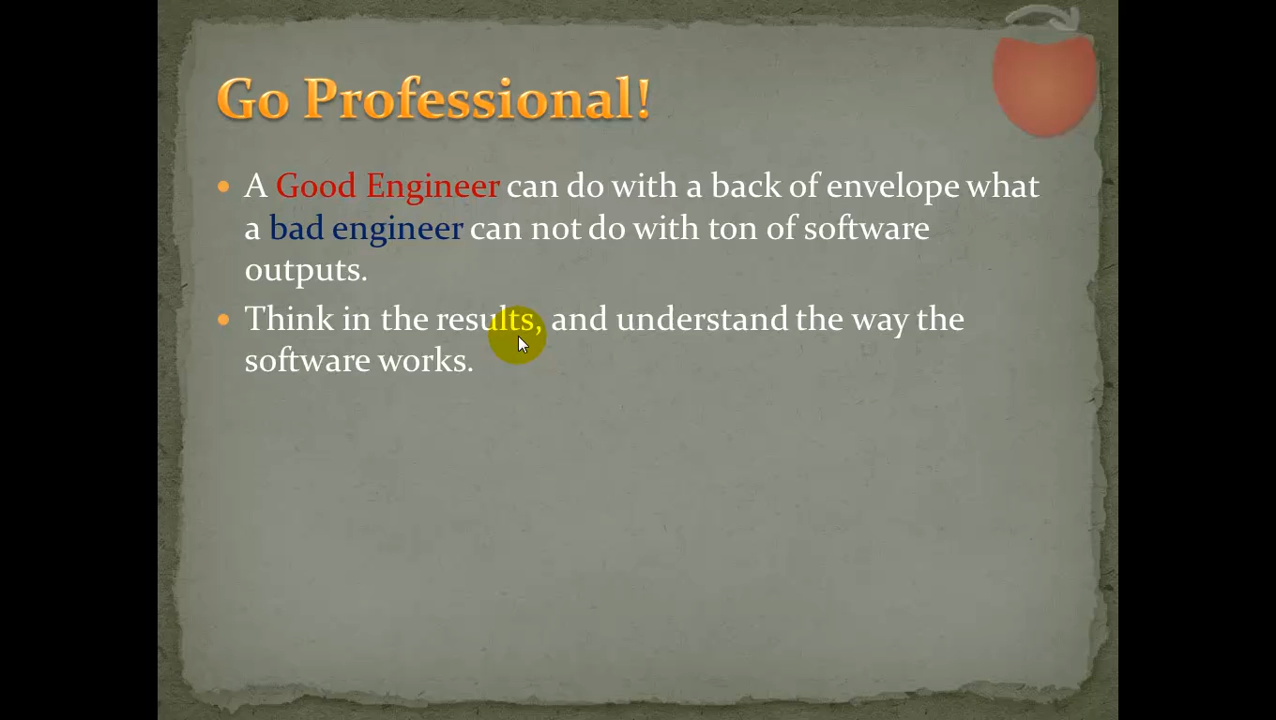 Go Professional!
A Good Engineer can do with a back of envelope what
a bad engineer can not do with ton of software
outputs.
Think in the results, and understand the way the
software works.